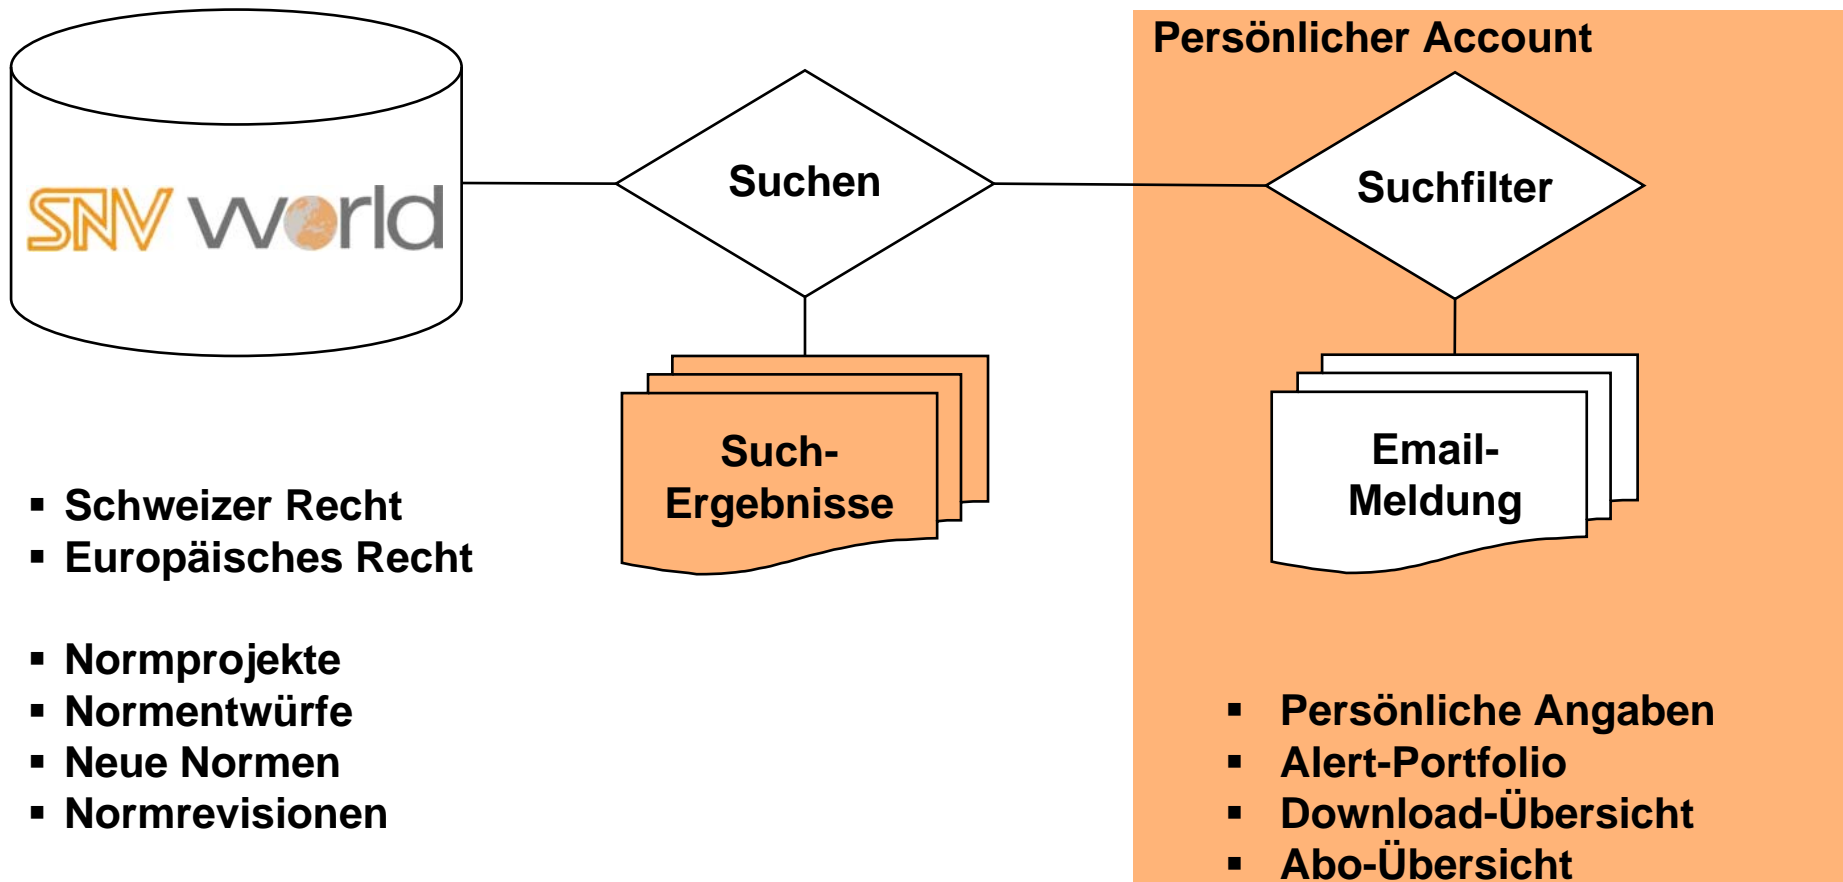 Persönlicher Account
SNV world
Suchen
Suchfilter
Such-
Ergebnisse
Email-
Meldung
▪ Schweizer Recht
▪ Europäisches Recht
▪ Normprojekte
▪ Normentwürfe
▪ Neue Normen
▪ Normrevisionen
▪ Persönliche Angaben
▪ Alert-Portfolio
▪ Download-Übersicht
▪ Abo-Übersicht